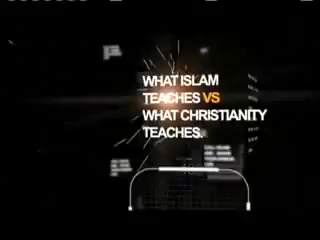 WHAT ISLAM
TEACHES VS
WHAT CHRISTIANITY
TEACHES.